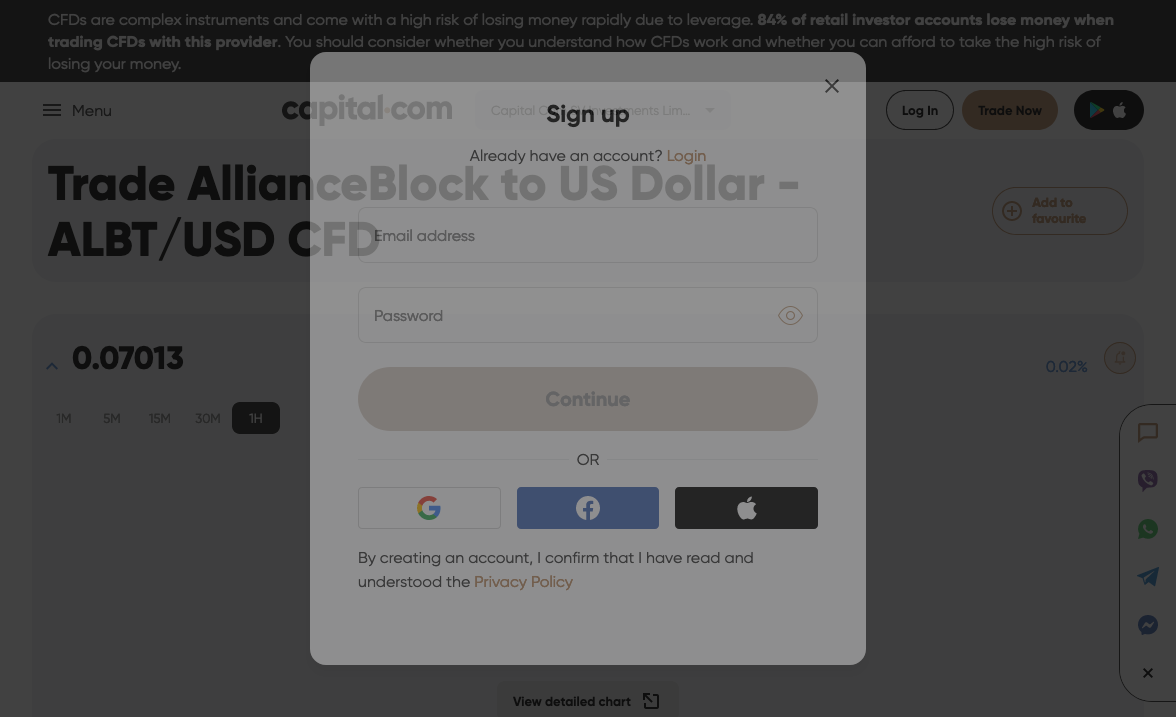 CFDs are complex instruments and come with a high risk of losing money rapidly due to leverage. 84% of retail investor accounts lose money when
trading CFDs with this provider. You should consider whether you understand how CFDs work and whether you can afford to take the high risk of
losing your money.
Menu
capital.com
Capital Com SV Investments Lim...
Log In
Trade Now
Sign up
Already have an account? Login
Trade AllianceBlock to US Dollar -
ALBT/USD CFD
Add to
favourite
Email address
Password
0.07013
0.02%
1M 5M 15M 30M 1H
Continue
OR
By creating an account, I confirm that I have read and
understood the Privacy Policy
View detailed chart